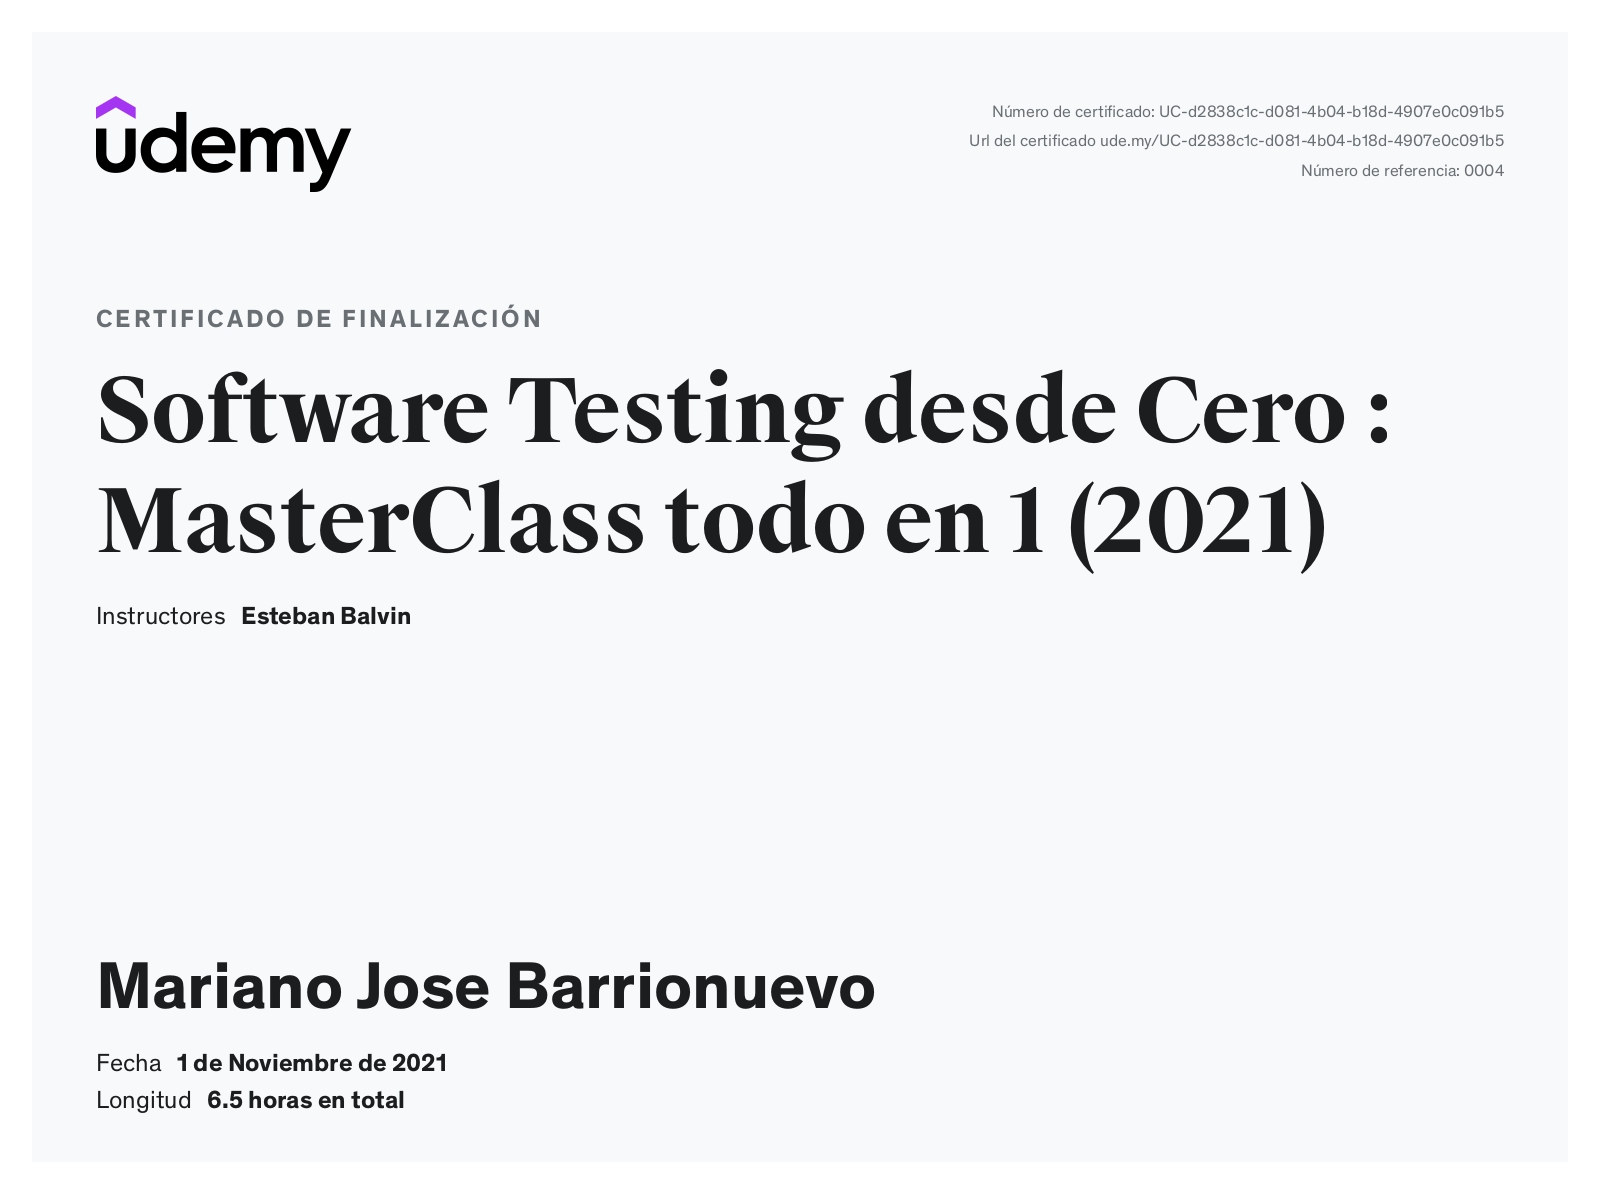 udemy
Número de certificado: UC-d2838c1c-d081-4b04-b18d-4907e0c091b5
Url del certificado ude.my/UC-d2838c1c-d081-4b04-b18d-4907e0c091b5
Número de referencia: 0004
CERTIFICADO DE FINALIZACIÓN
Software Testing desde Cero :
MasterClass todo en 1 (2021)
Instructores Esteban Balvin
Mariano Jose Barrionuevo
Fecha 1 de Noviembre de 2021
Longitud 6.5 horas en total